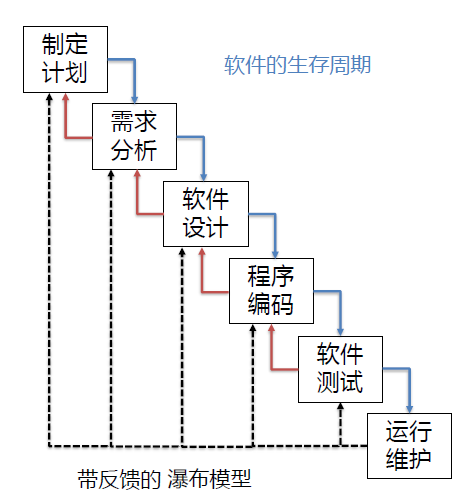 制定
计划
软件的生存周期
需求
分析
软件
设计
程序
编码
软件
测试
运行
维护
带反馈的 瀑布模型